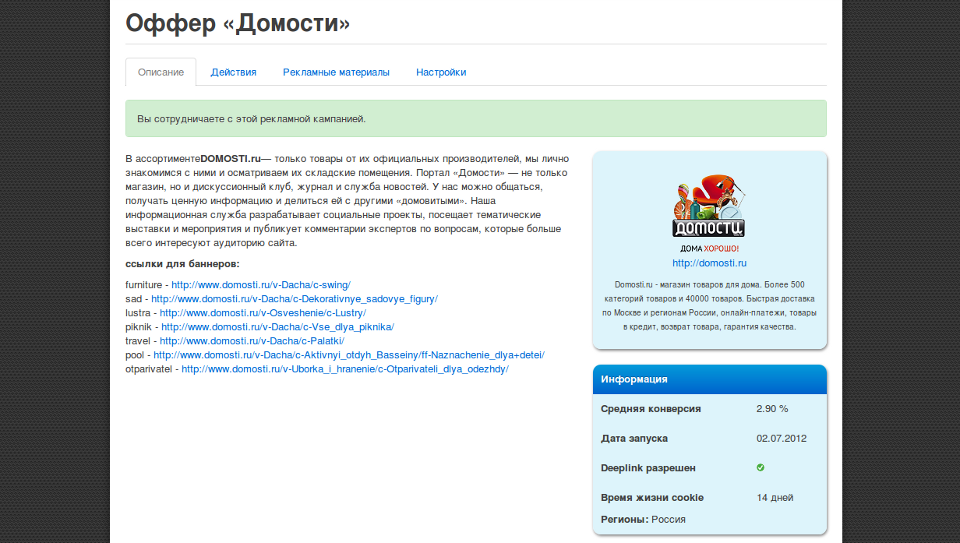 Оффер «Домости»
Описание
Действия
Рекламные материалы
Настройки
Вы сотрудничаете с этой рекламной кампанией.
В ассортиментеDOMOSTI.ru— только товары от их официальных производителей, мы лично
знакомимся с ними и осматриваем их складские помещения. Портал «Домости» — не только
магазин, но и дискуссионный клуб, журнал и служба новостей. У нас можно общаться,
получать ценную информацию и делиться ей с другими «домовитыми». Наша
информационная служба разрабатывает социальные проекты, посещает тематические
выставки и мероприятия и публикует комментарии экспертов по вопросам, которые больше
всего интересуют аудиторию сайта.
ссылки для баннеров:
furniture - http://www.domosti.ru/v-Dacha/c-swing/
sad - http://www.domosti.ru/v-Dacha/c-Dekorativnye_sadovye_figury/
lustra - http://www.domosti.ru/v-Osveshenie/c-Lustry/
piknik - http://www.domosti.ru/v-Dacha/c-Vse_dlya_piknika/
travel - http://www.domosti.ru/v-Dacha/c-Palatki/
pool - http://www.domosti.ru/v-Dacha/c-Aktivnyi_otdyh_Basseiny/ff-Naznachenie_dlya+detei/
otparivatel - http://www.domosti.ru/v-Uborka_i_hranenie/c-Otparivateli_dlya_odezhdy/
ДОМОСТИ
ДОМА ХОРОШО!
http://domosti.ru
Domosti.ru - магазин товаров для дома. Более 500
категорий товаров и 40000 товаров. Быстрая доставка
по Москве и регионам России, онлайн-платежи, товары
в кредит, возврат товара, гарантия качества.
Информация
Средняя конверсия 2.90 %
Дата запуска 02.07.2012
Deeplink разрешен
Время жизни cookie 14 дней
Регионы: Россия